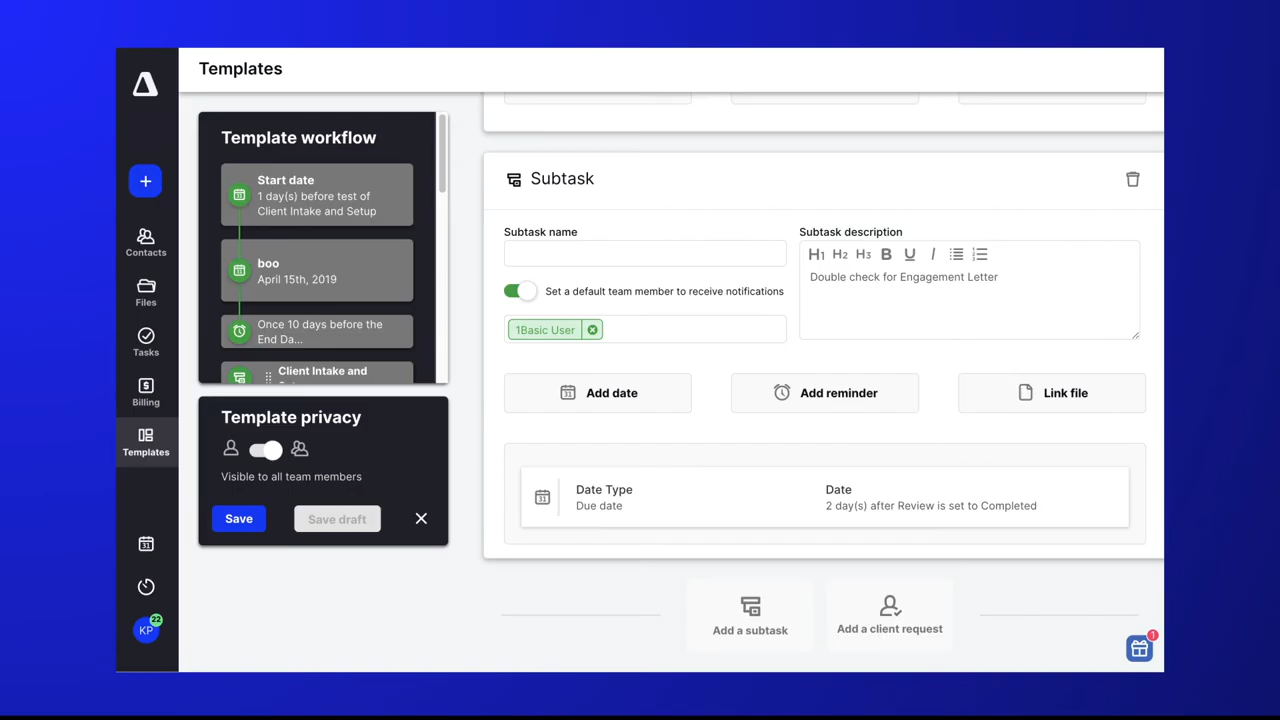 Templates
Template workflow
Start date
1 day(s) before test of
Client Intake and Setup
boo
April 15th, 2019
Once 10 days before the
End Da...
Client Intake and
Contacts
Files
Tasks
Billing
Templates
KP
22
Template privacy
Visible to all team members
Save
Save draft
Subtask
Subtask name
Set a default team member to receive notifications
1Basic User
Subtask description
H1 H2 H3 B U I
Double check for Engagement Letter
Add date
Add reminder
Link file
Date Type
Due date
Date
2 day(s) after Review is set to Completed
Add a subtask
Add a client request
1